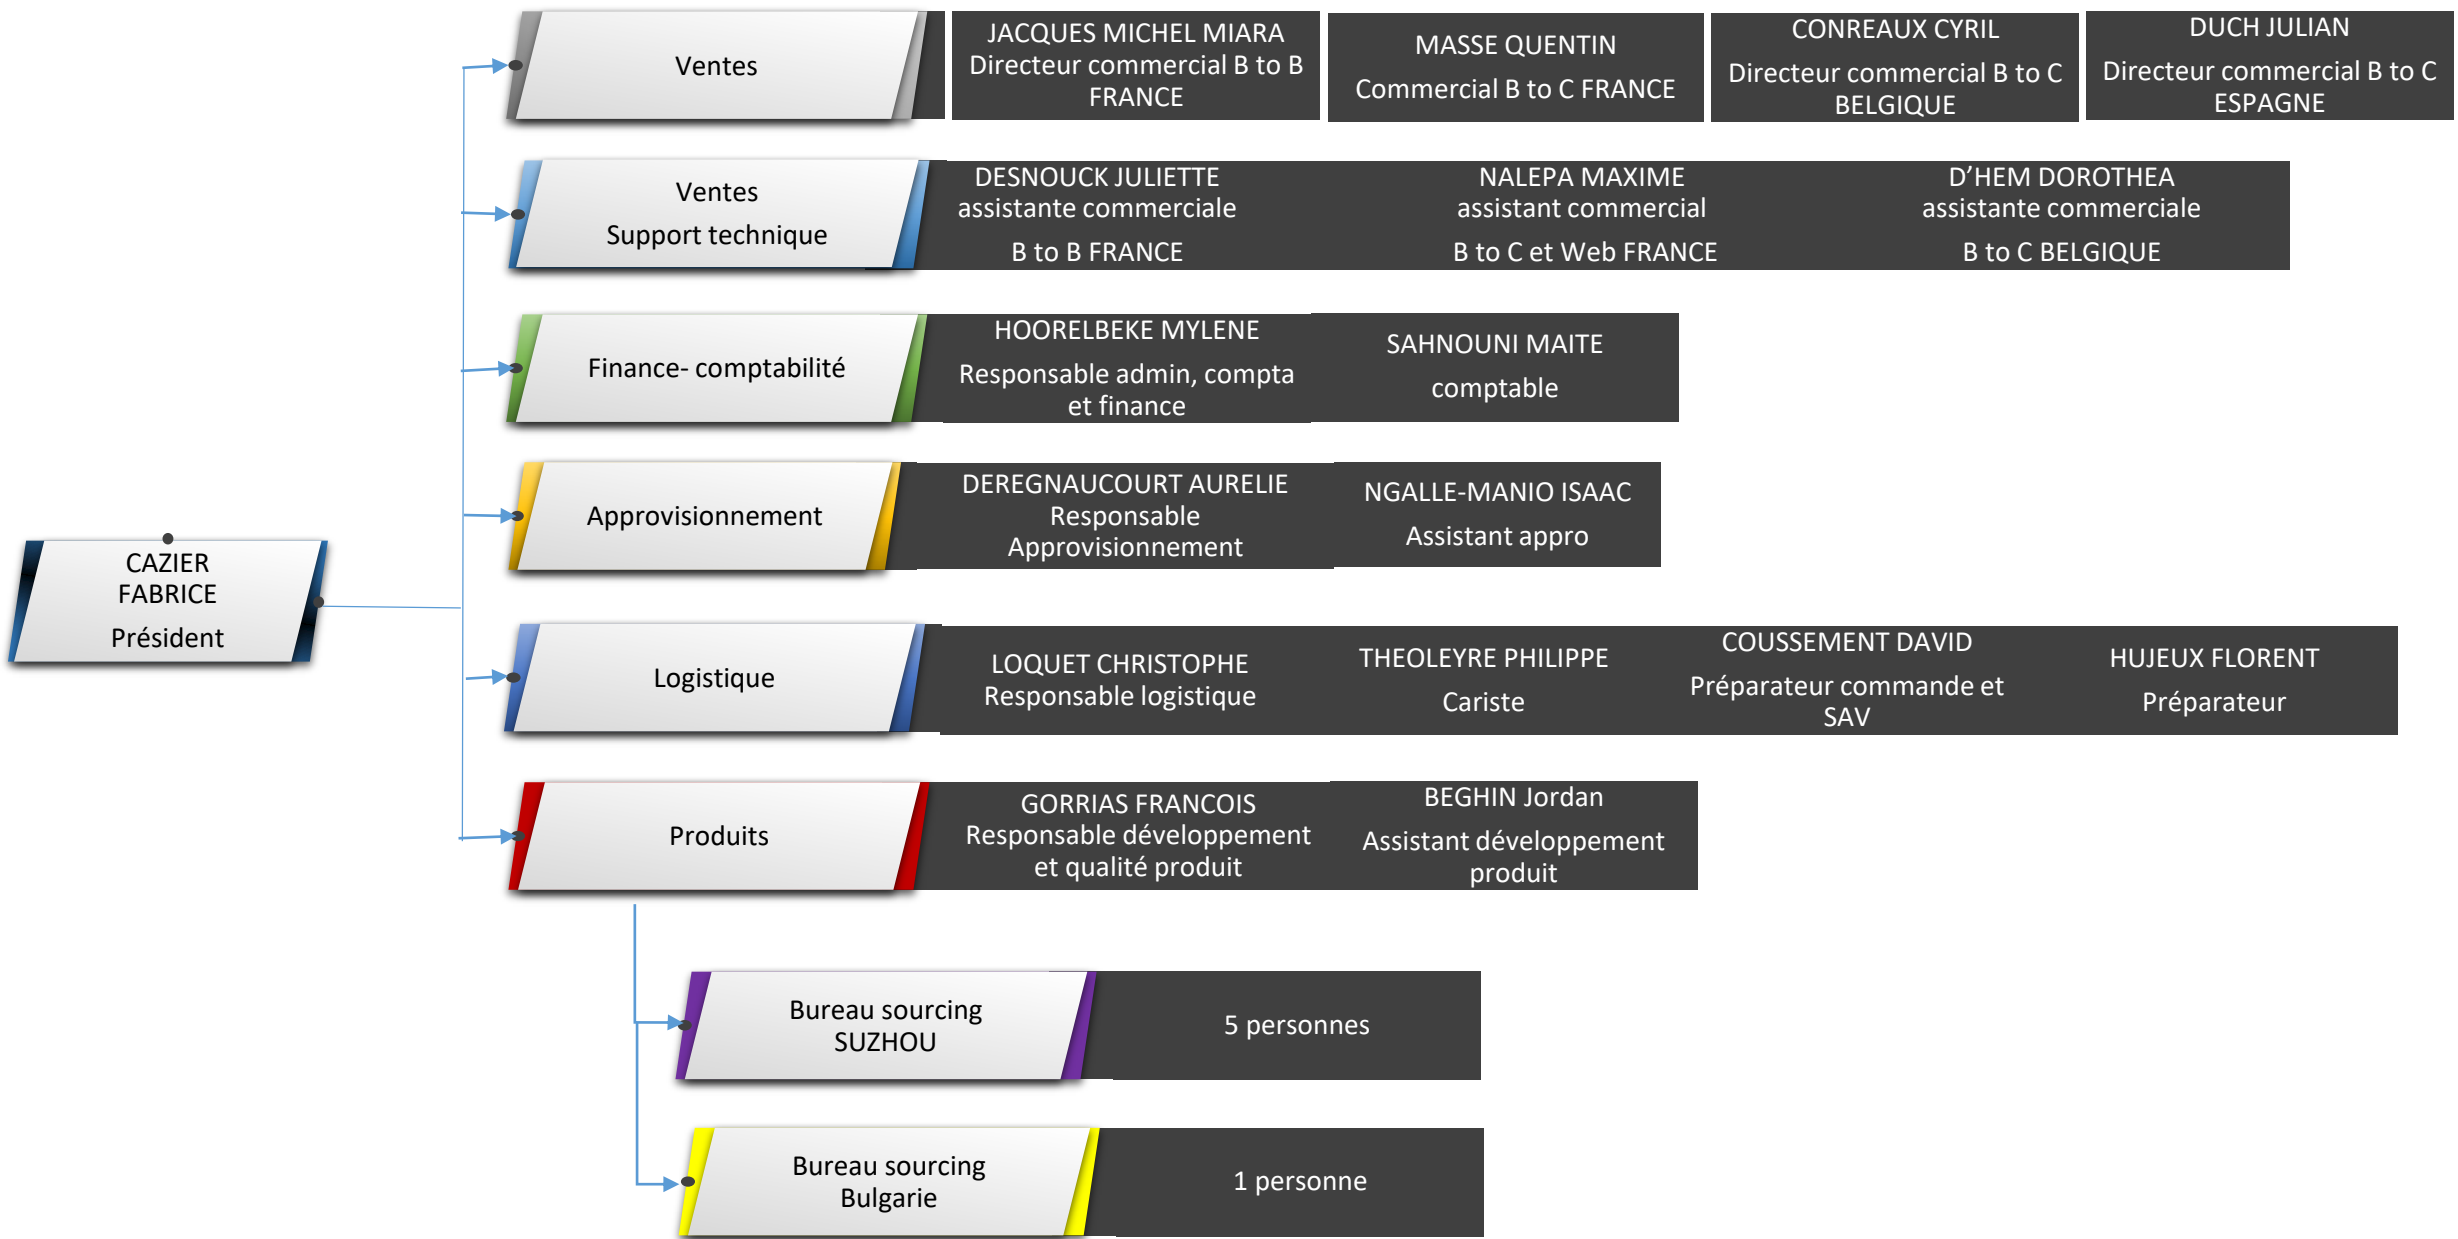 Ventes
JACQUES MICHEL MIARA
Directeur commercial B to B
FRANCE
MASSE QUENTIN
Commercial B to C FRANCE
CONREAUX CYRIL
Directeur commercial B to C
BELGIQUE
DUCH JULIAN
Directeur commercial B to C
ESPAGNE
Ventes
Support technique
DESNOUCK JULIETTE
assistante commerciale
B to B FRANCE
NALEPA MAXIME
assistant commercial
B to C et Web FRANCE
D’HEM DOROTHEA
assistante commerciale
B to C BELGIQUE
Finance- comptabilité
HOORELBEKE MYLENE
Responsable admin, compta
et finance
SAHNOUNI MAITE
comptable
Approvisionnement
DEREGNAUCOURT AURELIE
Responsable
Approvisionnement
NGALLE-MANIO ISAAC
Assistant appro
CAZIER
FABRICE
Président
Logistique
LOQUET CHRISTOPHE
Responsable logistique
THEOLEYRE PHILIPPE
Cariste
COUSSEMENT DAVID
Préparateur commande et
SAV
HUJEUX FLORENT
Préparateur
Produits
GORRIAS FRANCOIS
Responsable développement
et qualité produit
BEGHIN Jordan
Assistant développement
produit
Bureau sourcing
SUZHOU
5 personnes
Bureau sourcing
Bulgarie
1 personne